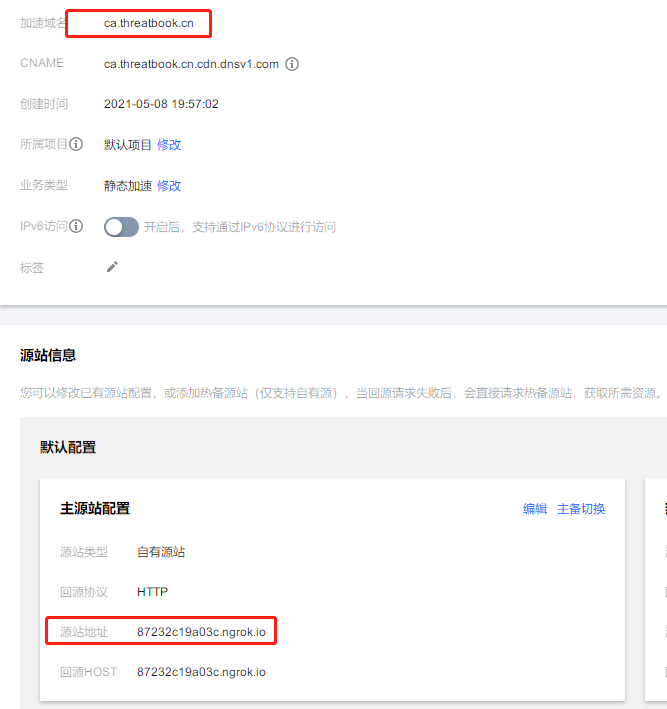 加速域名 ca.threatbook.cn
CNAME ca.threatbook.cn.cdn.dnsv1.com
创建时间 2021-05-08 19:57:02
所属项目 默认项目 修改
业务类型 静态加速 修改
IPv6访问 开启后，支持通过IPv6协议进行访问
标签
源站信息
您可以修改已有源站配置，或添加热备源站（仅支持自有源），当回源请求失败后，会直接请求热备源站，获取所需资源。
默认配置
主源站配置 编辑 主备切换
源站类型 自有源站
回源协议 HTTP
源站地址 87232c19a03c.ngrok.io
回源HOST 87232c19a03c.ngrok.io